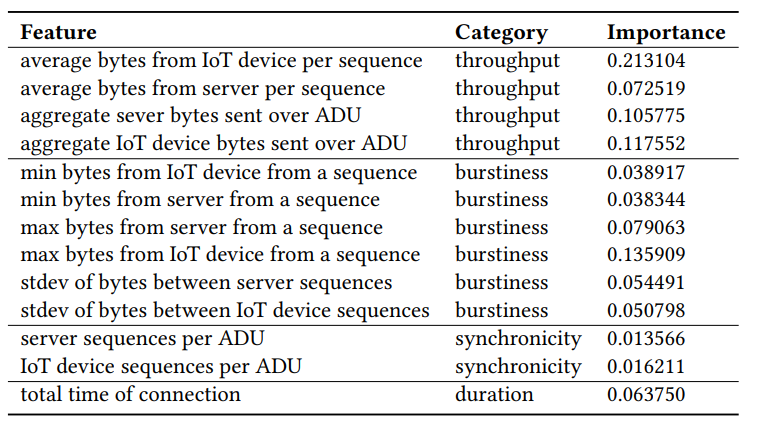 Feature Category Importance
average bytes from IoT device per sequence throughput 0.213104
average bytes from server per sequence throughput 0.072519
aggregate sever bytes sent over ADU throughput 0.105775
aggregate IoT device bytes sent over ADU throughput 0.117552
min bytes from IoT device from a sequence burstiness 0.038917
min bytes from server from a sequence burstiness 0.038344
max bytes from server from a sequence burstiness 0.079063
max bytes from IoT device from a sequence burstiness 0.135909
stdev of bytes between server sequences burstiness 0.054491
stdev of bytes between IoT device sequences burstiness 0.050798
server sequences per ADU synchronicity 0.013566
IoT device sequences per ADU synchronicity 0.016211
total time of connection duration 0.063750